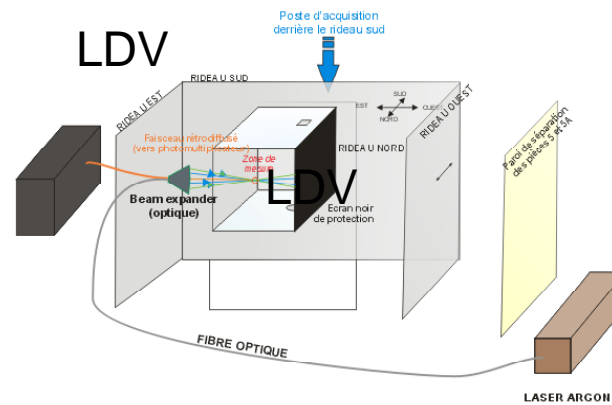 Poste d'acquisition
derrière le rideau sud
LDV
RIDEAU SUD
RIDEAU EST
SUD
EST
OUEST
NORD
RIDEAU OUEST
Faisceau rétrodiffusé
(vers photomultiplicateur)
RIDEAU NORD
Paroi de séparation
des pièces 5 et 5A
Zone de
mesure
LDV
Beam expander
(optique)
Ecran noir
de protection
FIBRE OPTIQUE
LASER ARGON